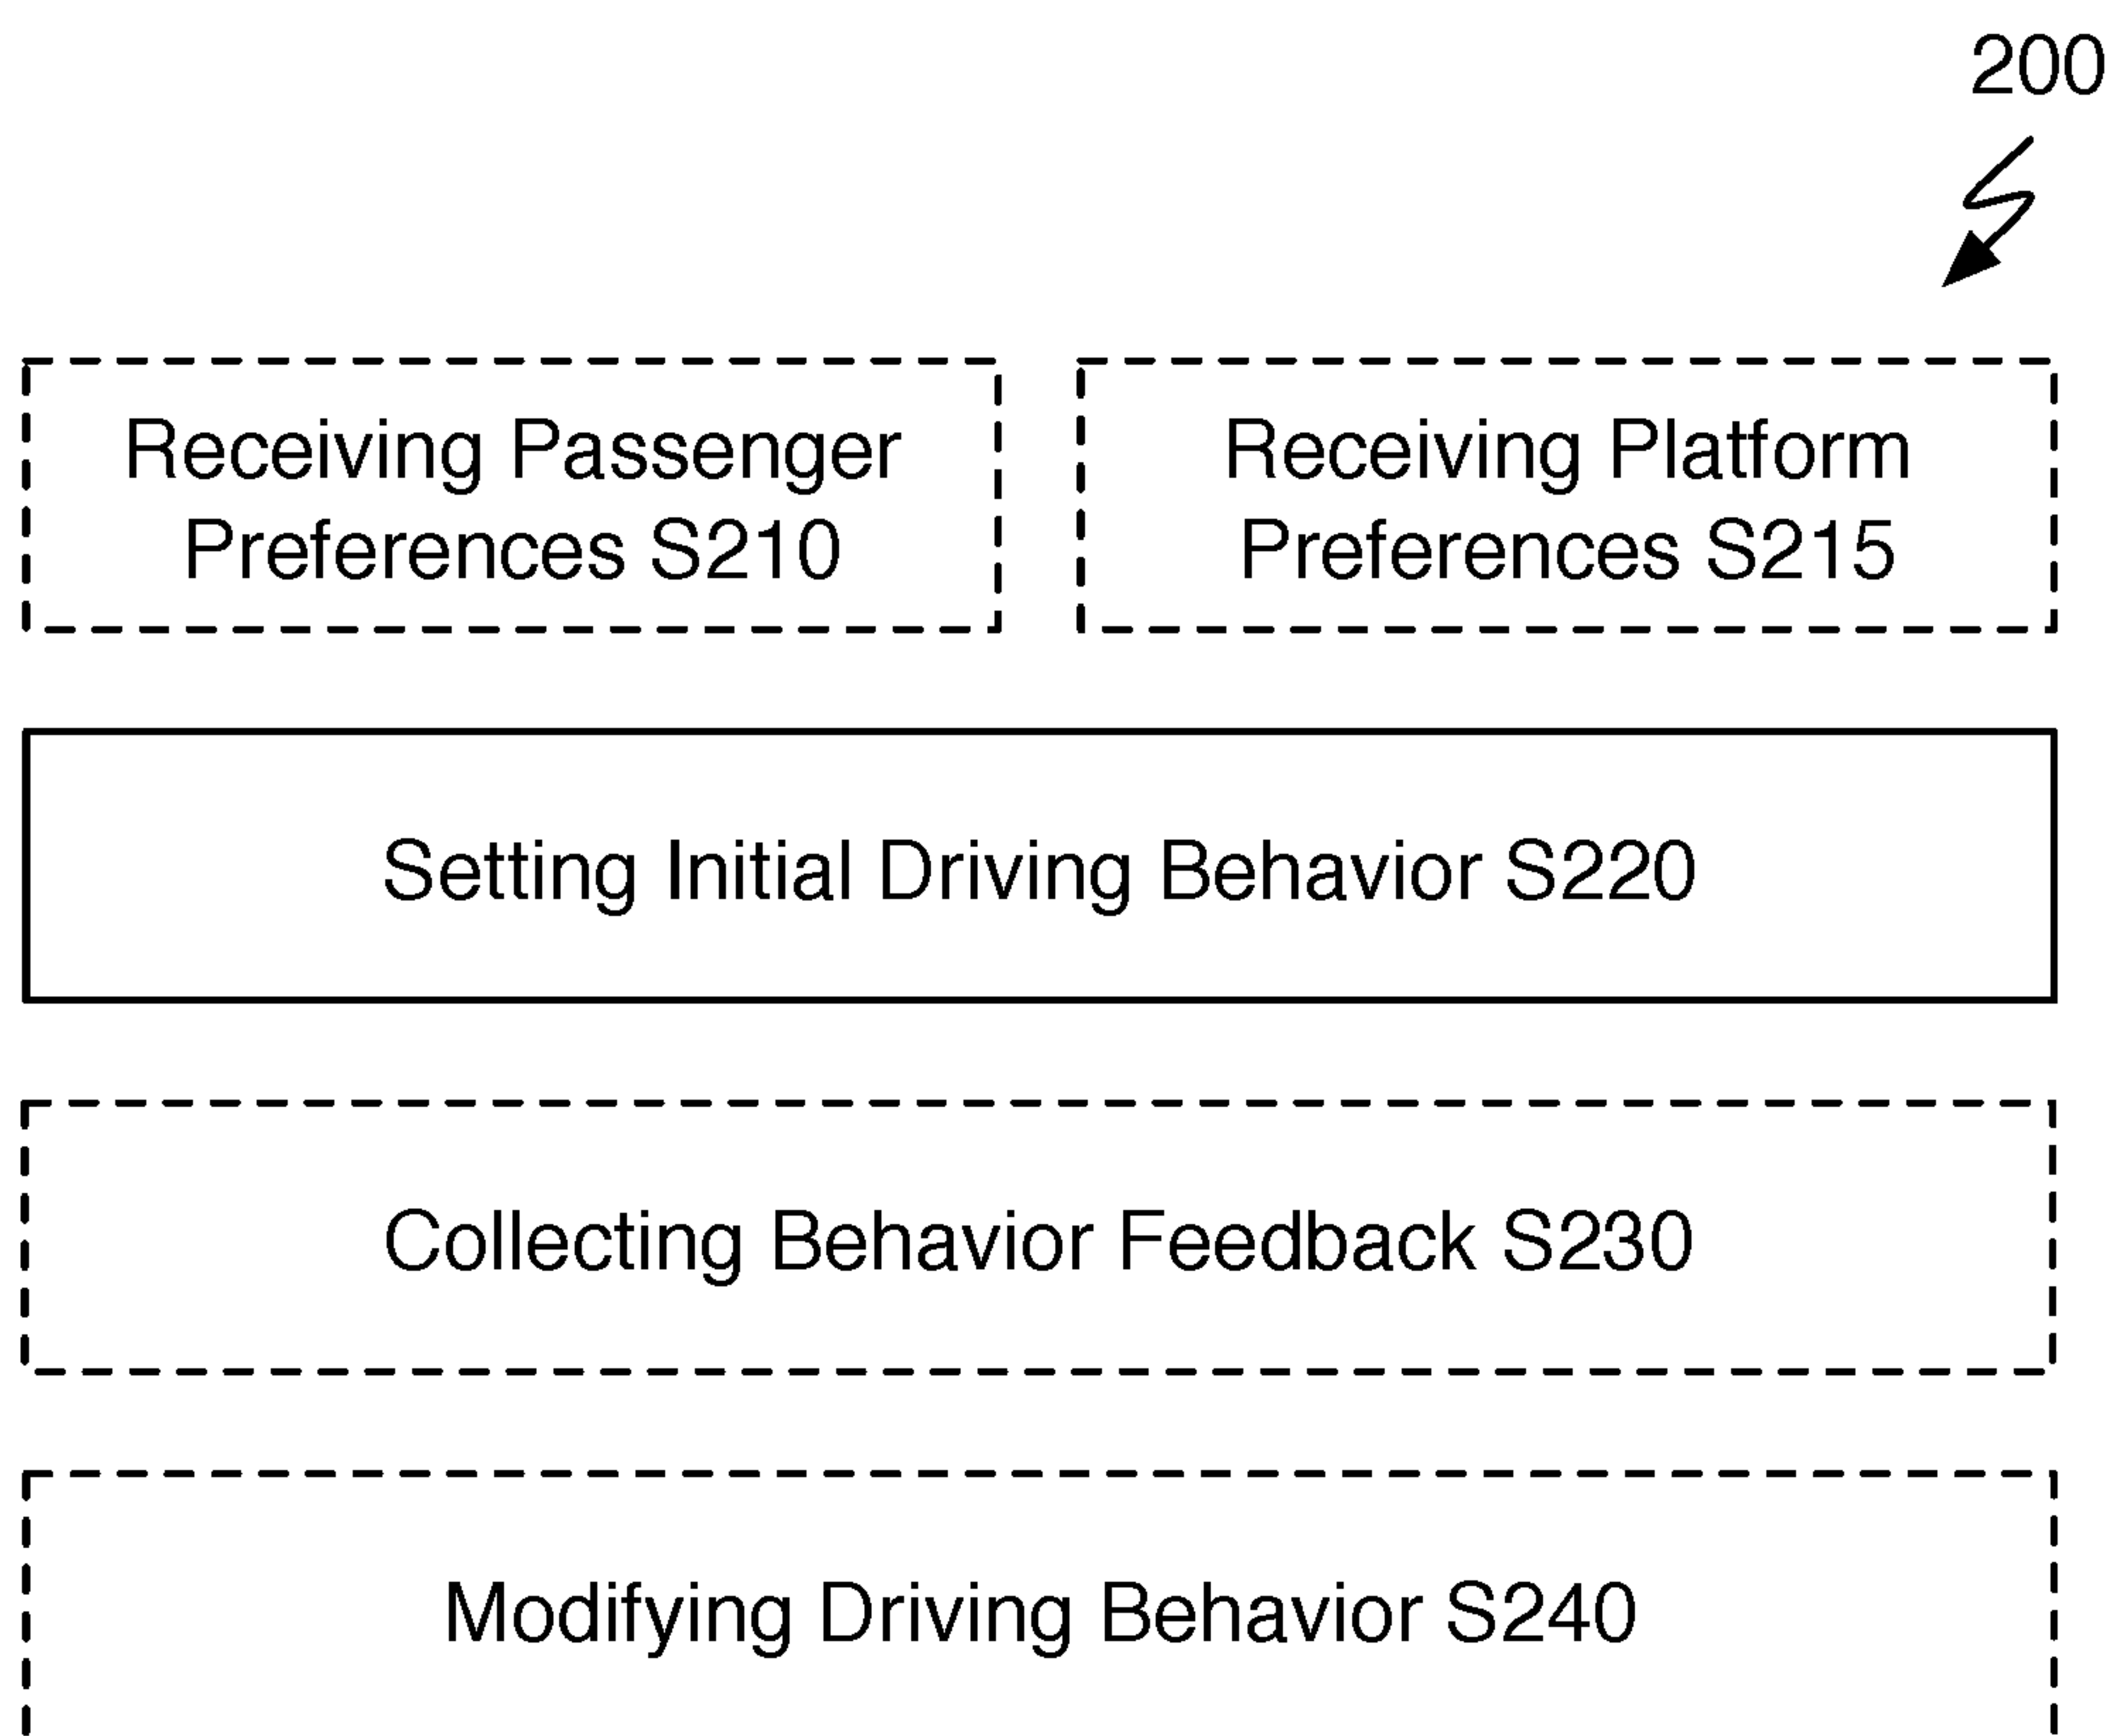 200
Receiving Passenger
Preferences S210
Receiving Platform
Preferences S215
Setting Initial Driving Behavior S220
Collecting Behavior Feedback S230
Modifying Driving Behavior S240